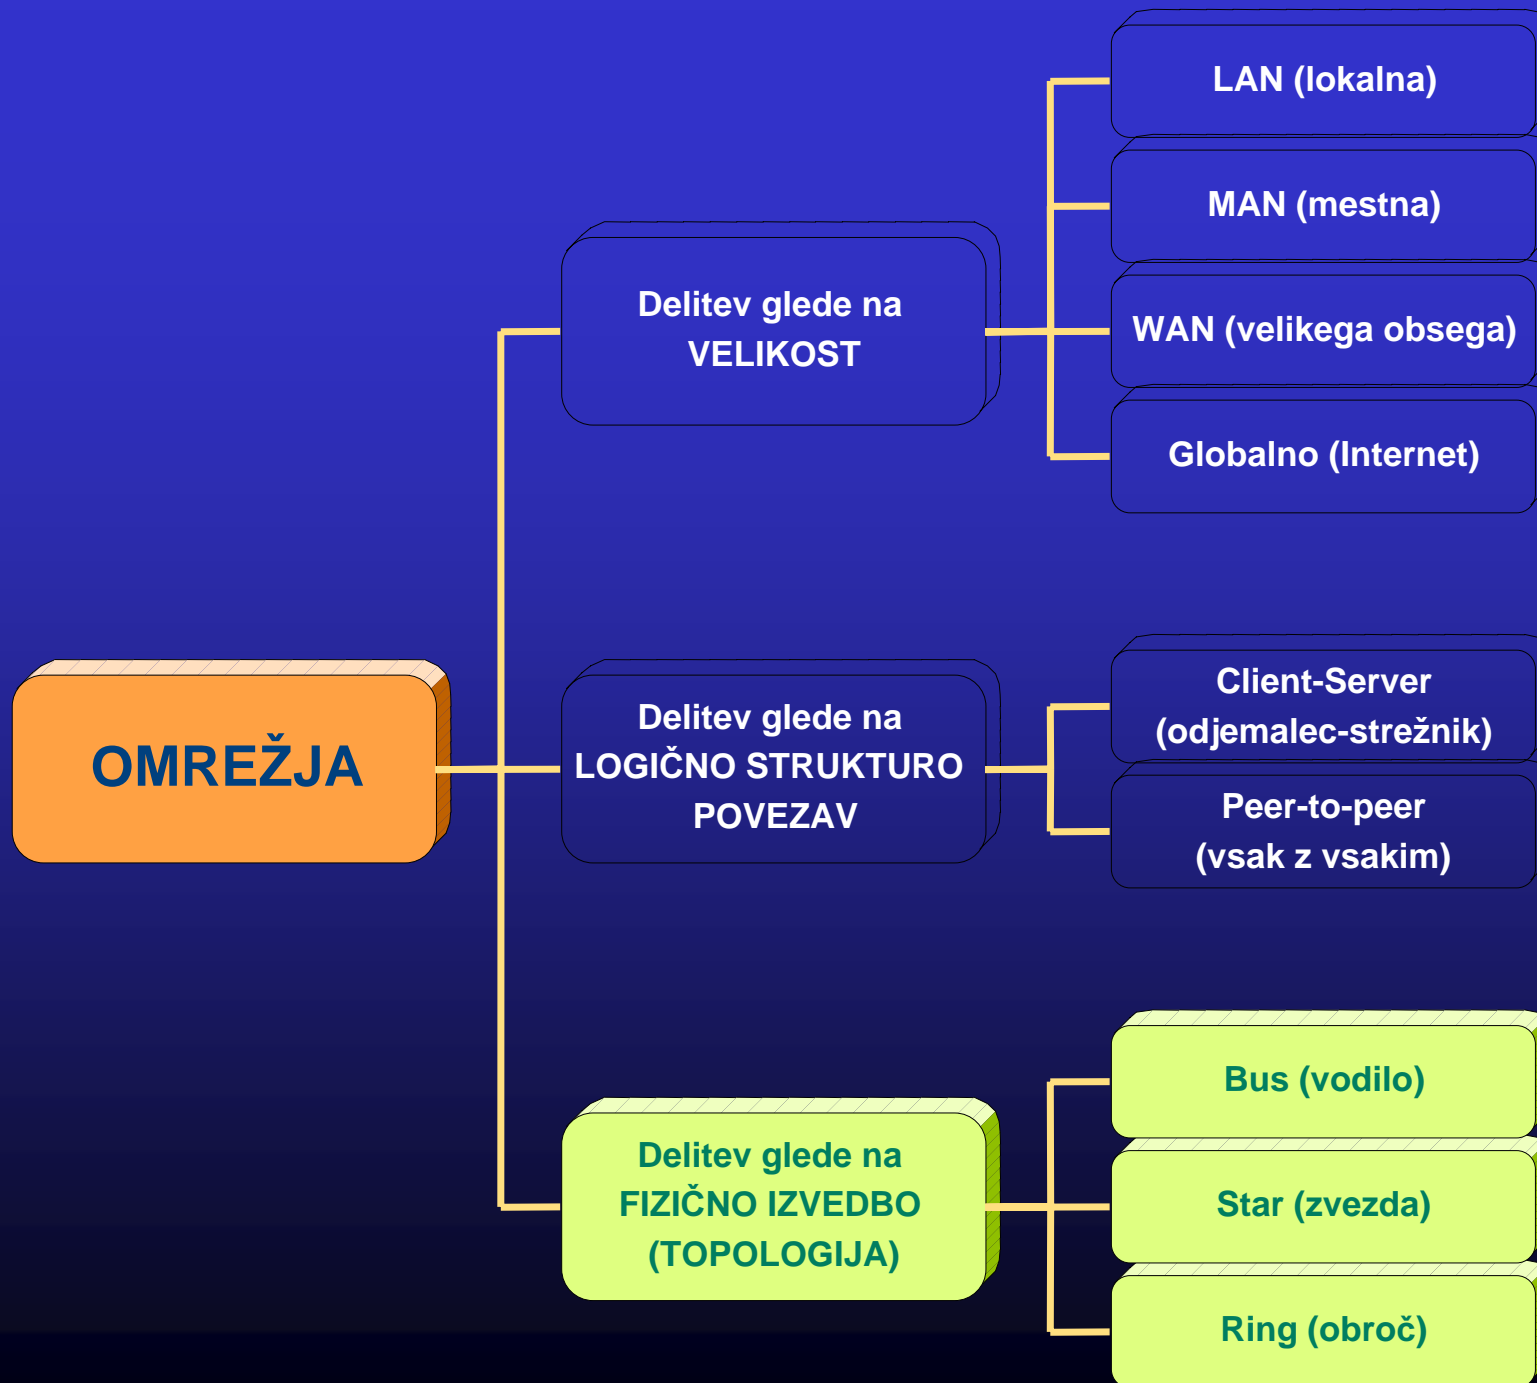 OMREŽJA
Delitev glede na
VELIKOST
LAN (lokalna)
MAN (mestna)
WAN (velikega obsega)
Globalno (Internet)
Delitev glede na
LOGIČNO STRUKTURO
POVEZAV
Client-Server
(odjemalec-strežnik)
Peer-to-peer
(vsak z vsakim)
Delitev glede na
FIZIČNO IZVEDBO
(TOPOLOGIJA)
Bus (vodilo)
Star (zvezda)
Ring (obroč)